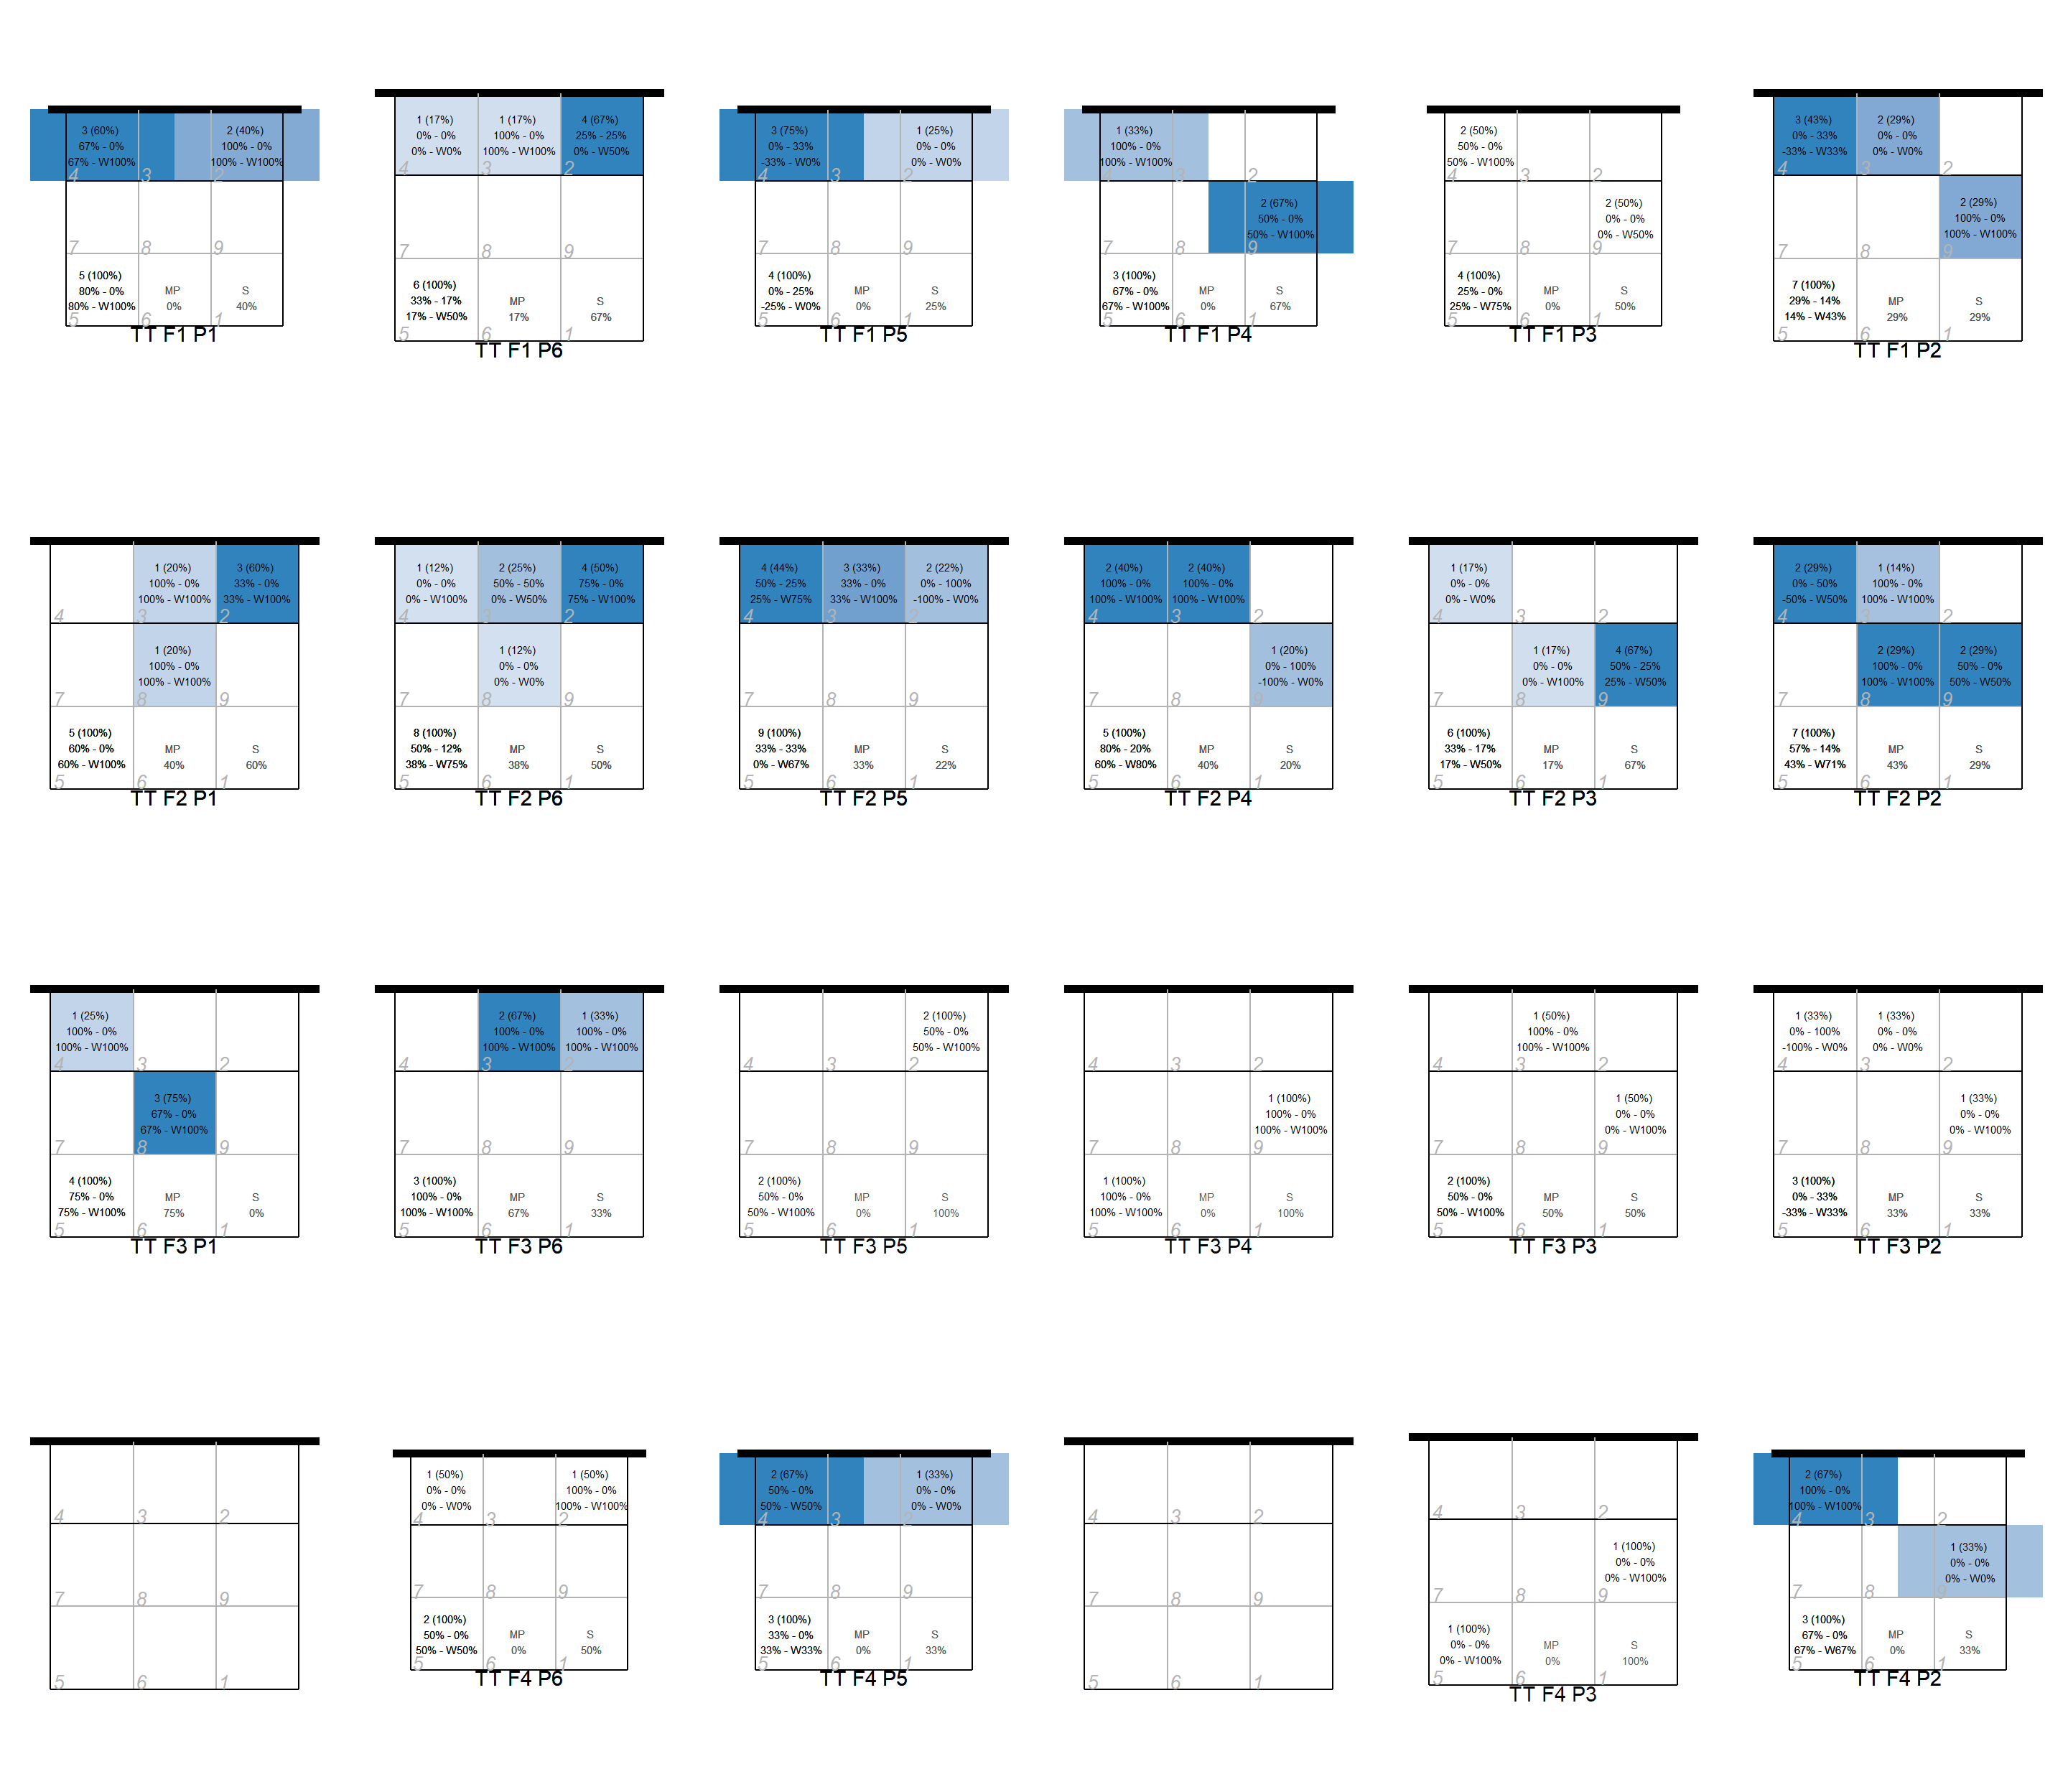 3 (60%)
67% - 0%
67% - W100%
2 (40%)
100% - 0%
100% - W100%
4
3
2
7
8
9
5 (100%)
80% - 0%
80% - W100%
MP
0%
S
40%
5
6
1
TT F1 P1
1 (17%)
0% - 0%
0% - W0%
1 (17%)
100% - 0%
100% - W100%
4 (67%)
25% - 25%
0% - W50%
4
3
2
7
8
9
6 (100%)
33% - 17%
17% - W50%
MP
17%
S
67%
5
6
1
TT F1 P6
3 (75%)
0% - 33%
-33% - W0%
1 (25%)
0% - 0%
0% - W0%
4
3
2
7
8
9
4 (100%)
0% - 25%
-25% - W0%
MP
0%
S
25%
5
6
1
TT F1 P5
1 (33%)
100% - 0%
100% - W100%
4
3
2
2 (67%)
50% - 0%
50% - W100%
7
8
9
3 (100%)
67% - 0%
67% - W100%
MP
0%
S
67%
5
6
1
TT F1 P4
2 (50%)
50% - 0%
50% - W100%
4
3
2
2 (50%)
0% - 0%
0% - W50%
7
8
9
4 (100%)
25% - 0%
25% - W75%
MP
0%
S
50%
5
6
1
TT F1 P3
3 (43%)
0% - 33%
-33% - W33%
2 (29%)
0% - 0%
0% - W0%
4
3
2
2 (29%)
100% - 0%
100% - W100%
7
8
9
7 (100%)
29% - 14%
14% - W43%
MP
29%
S
29%
5
6
1
TT F1 P2
1 (20%)
100% - 0%
100% - W100%
3 (60%)
33% - 0%
33% - W100%
4
3
2
1 (20%)
100% - 0%
100% - W100%
7
8
9
5 (100%)
60% - 0%
60% - W100%
MP
40%
S
60%
5
6
1
TT F2 P1
1 (12%)
0% - 0%
0% - W100%
2 (25%)
50% - 50%
0% - W50%
4 (50%)
75% - 0%
75% - W100%
4
3
2
1 (12%)
0% - 0%
0% - W0%
7
8
9
8 (100%)
50% - 12%
38% - W75%
MP
38%
S
50%
5
6
1
TT F2 P6
4 (44%)
50% - 25%
25% - W75%
3 (33%)
33% - 0%
33% - W100%
2 (22%)
0% - 100%
-100% - W0%
4
3
2
7
8
9
9 (100%)
33% - 33%
0% - W67%
MP
33%
S
22%
5
6
1
TT F2 P5
2 (40%)
100% - 0%
100% - W100%
2 (40%)
100% - 0%
100% - W100%
4
3
2
1 (20%)
0% - 100%
-100% - W0%
7
8
9
5 (100%)
80% - 20%
60% - W80%
MP
40%
S
20%
5
6
1
TT F2 P4
1 (17%)
0% - 0%
0% - W0%
4
3
2
1 (17%)
0% - 0%
0% - W100%
4 (67%)
50% - 25%
25% - W50%
7
8
9
6 (100%)
33% - 17%
17% - W50%
MP
17%
S
67%
5
6
1
TT F2 P3
2 (29%)
0% - 50%
-50% - W50%
1 (14%)
100% - 0%
100% - W100%
4
3
2
2 (29%)
100% - 0%
100% - W100%
2 (29%)
50% - 0%
50% - W50%
7
8
9
7 (100%)
57% - 14%
43% - W71%
MP
43%
S
29%
5
6
1
TT F2 P2
1 (25%)
100% - 0%
100% - W100%
4
3
2
3 (75%)
67% - 0%
67% - W100%
7
8
9
4 (100%)
75% - 0%
75% - W100%
MP
75%
S
0%
5
6
1
TT F3 P1
2 (67%)
100% - 0%
100% - W100%
1 (33%)
100% - 0%
100% - W100%
4
3
2
7
8
9
3 (100%)
100% - 0%
100% - W100%
MP
67%
S
33%
5
6
1
TT F3 P6
2 (100%)
50% - 0%
50% - W100%
4
3
2
7
8
9
2 (100%)
50% - 0%
50% - W100%
MP
0%
S
100%
5
6
1
TT F3 P5
4
3
2
1 (100%)
100% - 0%
100% - W100%
7
8
9
1 (100%)
100% - 0%
100% - W100%
MP
0%
S
100%
5
6
1
TT F3 P4
1 (50%)
100% - 0%
100% - W100%
4
3
2
1 (50%)
0% - 0%
0% - W100%
7
8
9
2 (100%)
50% - 0%
50% - W100%
MP
50%
S
50%
5
6
1
TT F3 P3
1 (33%)
0% - 100%
-100% - W0%
1 (33%)
0% - 0%
0% - W0%
4
3
2
1 (33%)
0% - 0%
0% - W100%
7
8
9
3 (100%)
0% - 33%
-33% - W33%
MP
33%
S
33%
5
6
1
TT F3 P2
4
3
2
7
8
9
5
6
1
1 (50%)
0% - 0%
0% - W0%
1 (50%)
100% - 0%
100% - W100%
4
3
2
7
8
9
2 (100%)
50% - 0%
50% - W50%
MP
0%
S
50%
5
6
1
TT F4 P6
2 (67%)
50% - 0%
50% - W50%
1 (33%)
0% - 0%
0% - W0%
4
3
2
7
8
9
3 (100%)
33% - 0%
33% - W33%
MP
0%
S
33%
5
6
1
TT F4 P5
4
3
2
7
8
9
5
6
1
4
3
2
1 (100%)
0% - 0%
0% - W100%
7
8
9
1 (100%)
0% - 0%
0% - W100%
MP
0%
S
100%
5
6
1
TT F4 P3
2 (67%)
100% - 0%
100% - W100%
4
3
2
1 (33%)
0% - 0%
0% - W0%
7
8
9
3 (100%)
67% - 0%
67% - W67%
MP
0%
S
33%
5
6
1
TT F4 P2